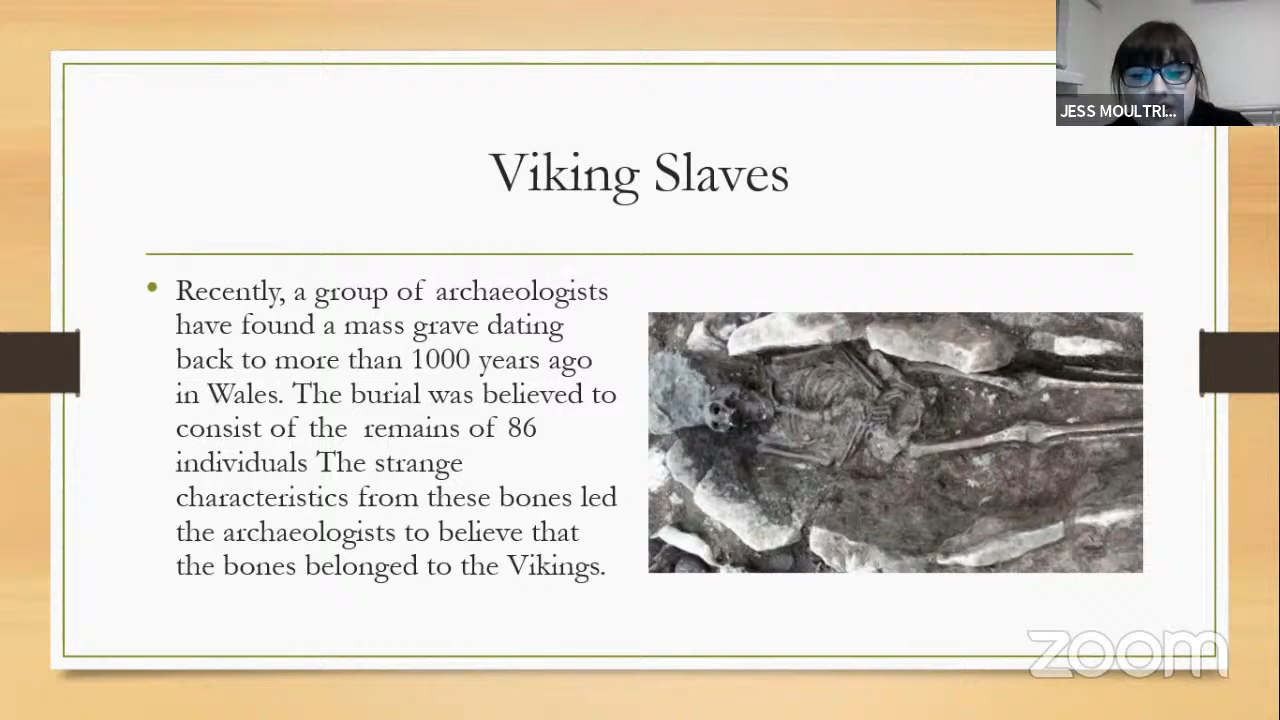 JESS MOULTRI...
Viking Slaves
• Recently, a group of archaeologists
have found a mass grave dating
back to more than 1000 years ago
in Wales. The burial was believed to
consist of the remains of 86
individuals The strange
characteristics from these bones led
the archaeologists to believe that
the bones belonged to the Vikings.
zoom